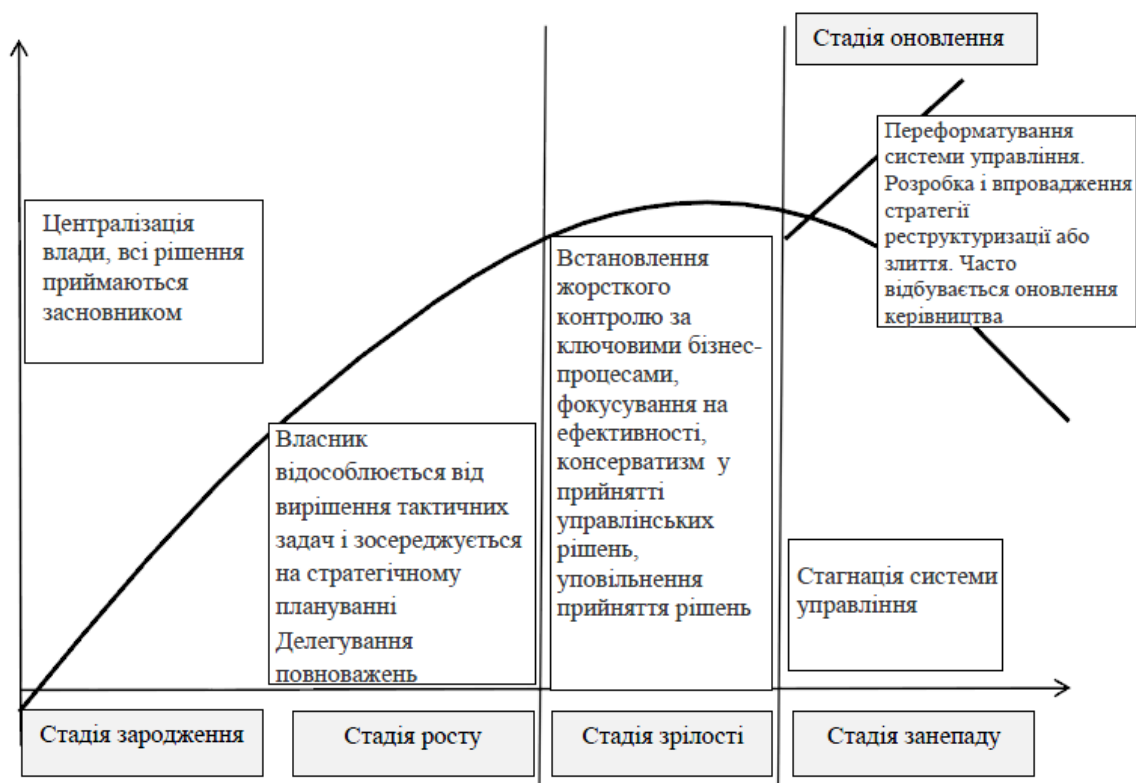 Стадія оновлення
Переформатування
системи управління.
Розробка і впровадження
стратегії
реструктуризації або
злиття. Часто
відбувається оновлення
керівництва
Централізація
влади, всі рішення
приймаються
засновником
Встановлення
жорсткого
контролю за
ключовими бізнес-
процесами,
фокусування на
ефективності,
консерватизм у
прийнятті
управлінських
рішень,
уповільнення
прийняття рішень
Власник
відособлюється від
вирішення тактичних
задач і зосереджується
на стратегічному
плануванні
Делегування
повноважень
Стагнація системи
управління
Стадія зародження
Стадія росту
Стадія зрілості
Стадія занепаду